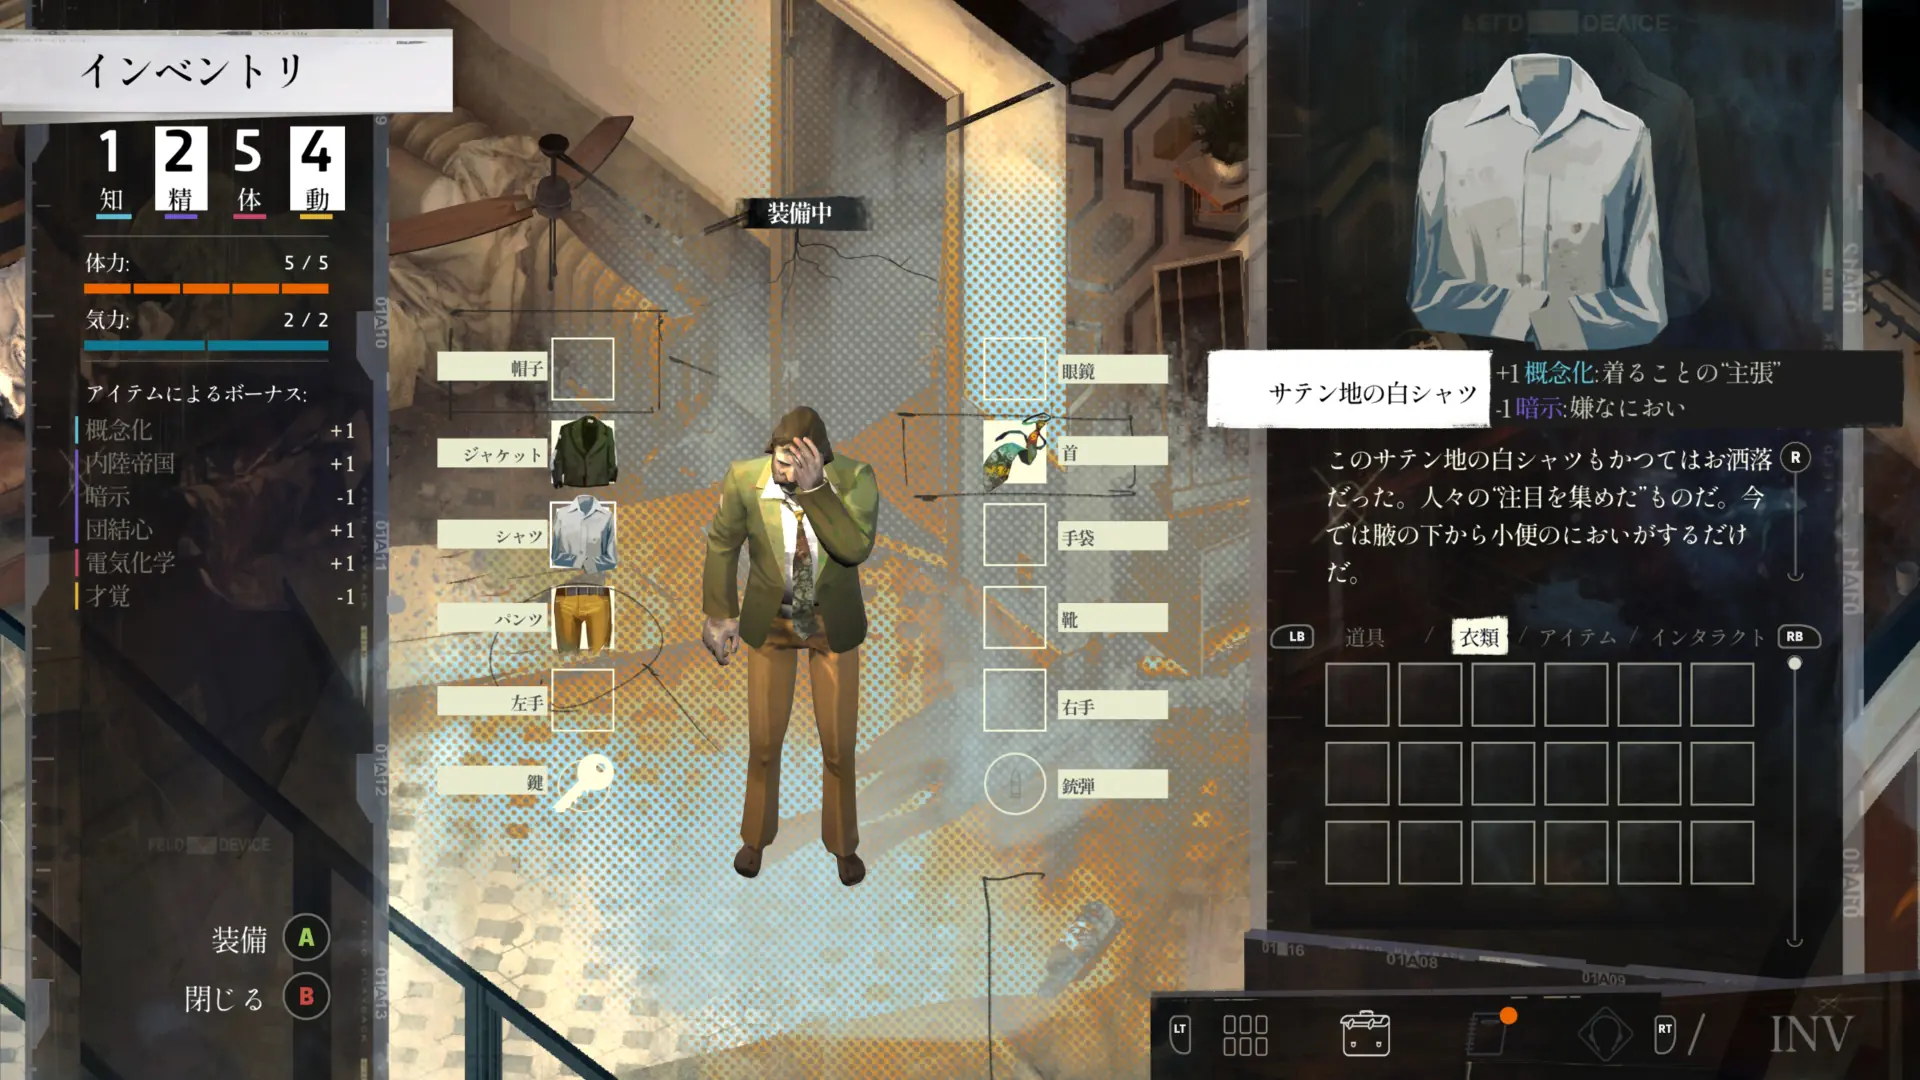 インベントリ
1 2 5 4
知 精 体 動
体力: 5 / 5
気力: 2 / 2
アイテムによるボーナス:
概念化 +1
内陸帝国 +1
暗示 -1
団結心 +1
電気化学 +1
才覚 -1
装備 A
閉じる B
装備中
帽子
ジャケット
シャツ
パンツ
左手
鍵
眼鏡
首
手袋
靴
右手
銃弾
サテン地の白シャツ
+1 概念化:着ることの“主張”
-1 暗示:嫌なにおい
このサテン地の白シャツもかつてはお洒落
だった。人々の“注目を集めた”ものだ。今
では腋の下から小便のにおいがするだけ
だ。
R
LB 道具 / 衣類 / アイテム / インタラクト RB
LT RT / INV
FELD DEVICE
01A10
01A11
01A12
01A13
01A08
01A09